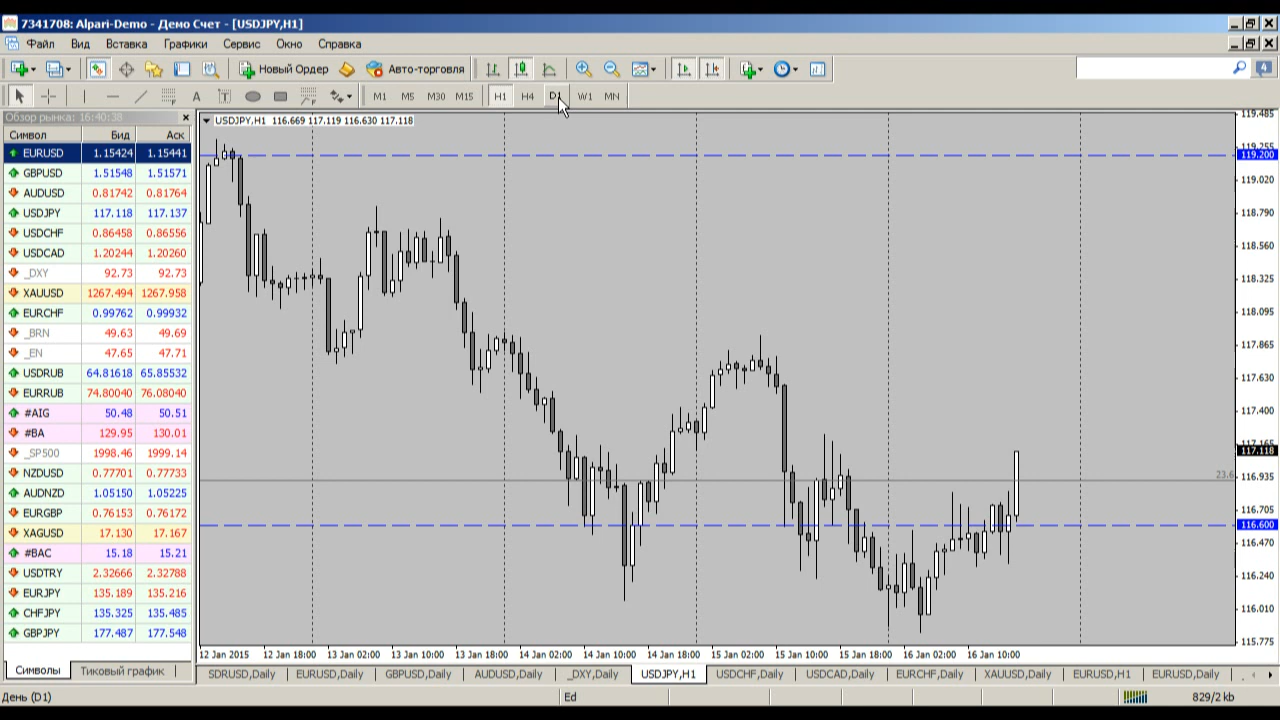 7341708: Alpari-Demo - Демо Счет - [USDJPY,H1]
Файл Вид Вставка Графики Сервис Окно Справка
Новый Ордер Авто-торговля 4
A T M1 M5 M30 M15 H1 H4 D1 W1 MN
Обзор рынка: 16:40:38
Символ Бид Аск
EURUSD 1.15424 1.15441
GBPUSD 1.51548 1.51571
AUDUSD 0.81742 0.81764
USDJPY 117.118 117.137
USDCHF 0.86458 0.86556
USDCAD 1.20244 1.20260
_DXY 92.73 92.73
XAUUSD 1267.494 1267.958
EURCHF 0.99762 0.99932
_BRN 49.63 49.69
_EN 47.65 47.71
USDRUB 64.81618 65.85532
EURRUB 74.80040 76.08040
#AIG 50.48 50.51
#BA 129.95 130.01
_SP500 1998.46 1999.14
NZDUSD 0.77701 0.77733
AUDNZD 1.05150 1.05225
EURGBP 0.76153 0.76172
XAGUSD 17.130 17.167
#BAC 15.18 15.21
USDTRY 2.32666 2.32788
EURJPY 135.189 135.216
CHFJPY 135.325 135.485
GBPJPY 177.487 177.548
Символы Тиковый график
USDJPY,H1 116.669 117.119 116.630 117.118
119.485
119.255
119.200
119.020
118.790
118.560
118.325
118.095
117.865
117.630
117.400
117.165
117.118
23.6
116.935
116.705
116.600
116.470
116.240
116.010
115.775
12 Jan 2015 12 Jan 18:00 13 Jan 02:00 13 Jan 10:00 13 Jan 18:00 14 Jan 02:00 14 Jan 10:00 14 Jan 18:00 15 Jan 02:00 15 Jan 10:00 15 Jan 18:00 16 Jan 02:00 16 Jan 10:00
SDRUSD,Daily EURUSD,Daily GBPUSD,Daily AUDUSD,Daily _DXY,Daily USDJPY,H1 USDCHF,Daily USDCAD,Daily EURCHF,Daily XAUUSD,Daily EURUSD,H1 EURUSD,Daily
День (D1) Ed 829/2 kb